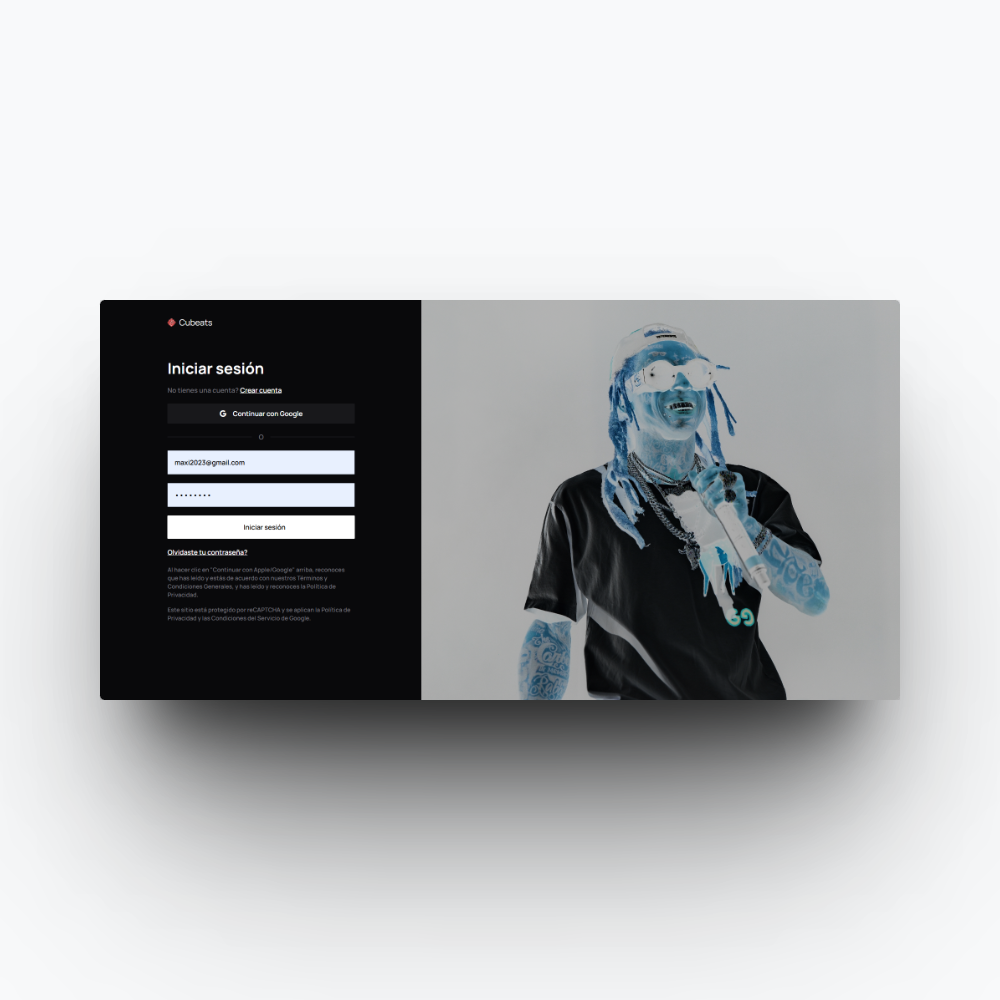 Cubeats
Iniciar sesión
No tienes una cuenta? Crear cuenta
G Continuar con Google
O
maxi2023@gmail.com
••••••••
Iniciar sesión
Olvidaste tu contraseña?
Al hacer clic en "Continuar con Apple/Google" arriba, reconoces
que has leído y estás de acuerdo con nuestros Términos y
Condiciones Generales, y has leído y reconoces la Política de
Privacidad.
Este sitio está protegido por reCAPTCHA y se aplican la Política de
Privacidad y las Condiciones del Servicio de Google.